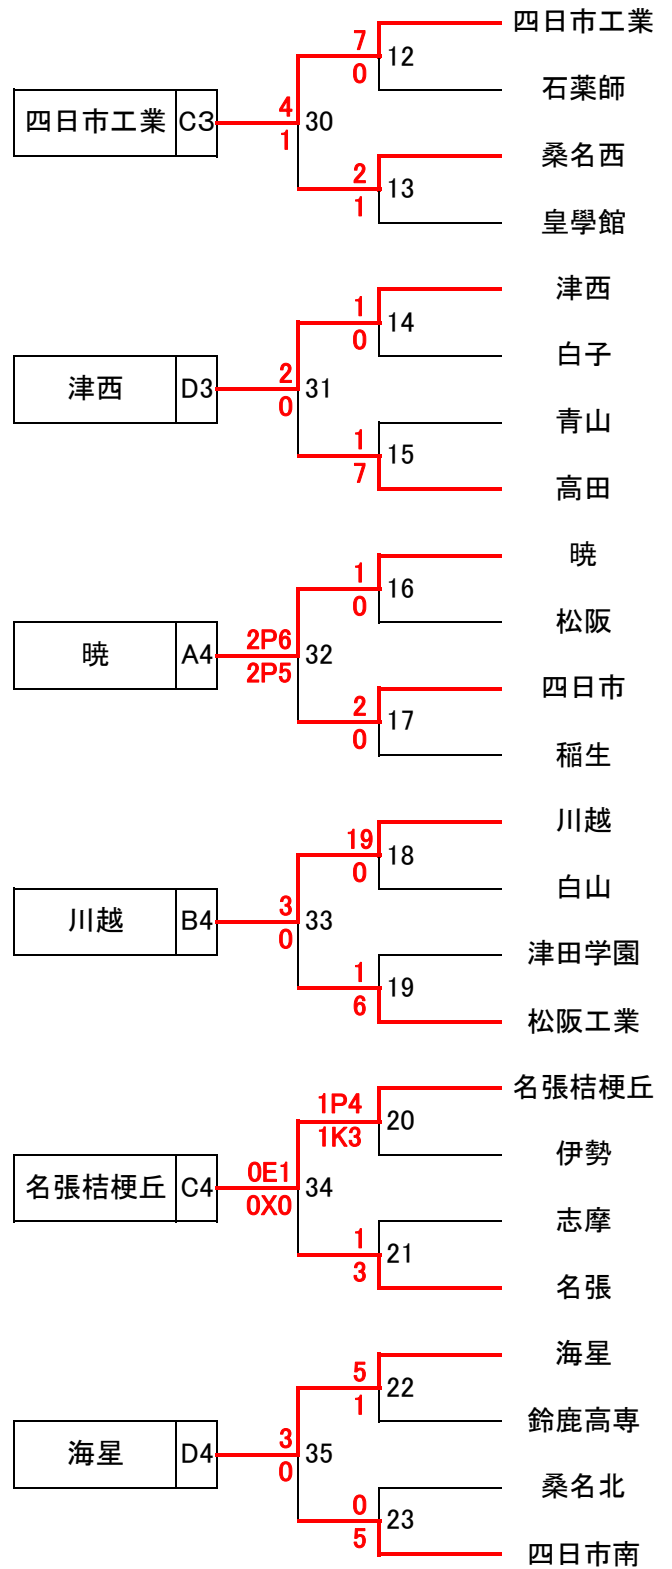 四日市工業
7
12
0
石薬師
四日市工業 C3
4
30
1
桑名西
2
13
1
皇學館
津西
1
14
0
白子
津西 D3
2
31
0
青山
1
15
7
高田
暁
1
16
0
松阪
暁 A4
2P6
32
2P5
四日市
2
17
0
稲生
川越
19
18
0
白山
川越 B4
3
33
0
津田学園
1
19
6
松阪工業
名張桔梗丘
1P4
20
1K3
伊勢
名張桔梗丘 C4
0E1
34
0X0
志摩
1
21
3
名張
海星
5
22
1
鈴鹿高専
海星 D4
3
35
0
桑名北
0
23
5
四日市南